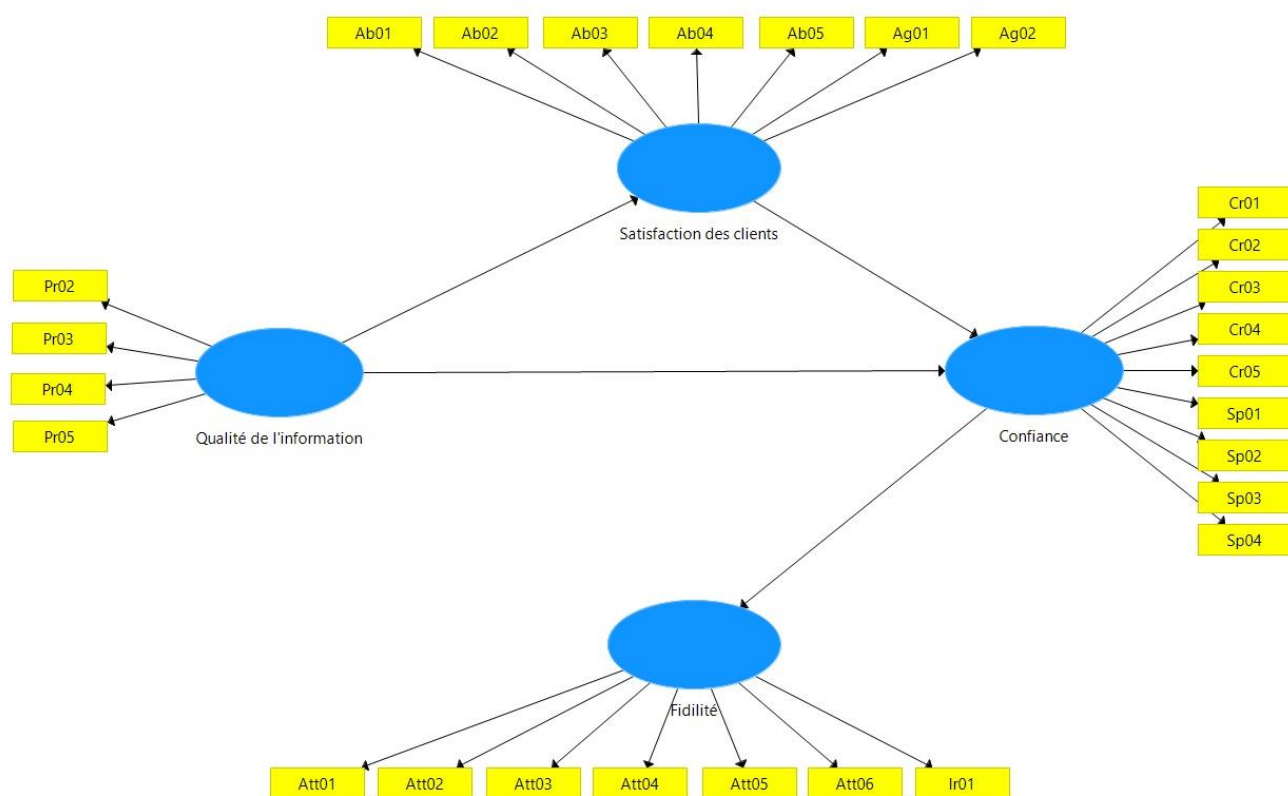 Ab01
Ab02
Ab03
Ab04
Ab05
Ag01
Ag02
Satisfaction des clients
Cr01
Cr02
Cr03
Cr04
Cr05
Sp01
Sp02
Sp03
Sp04
Confiance
Pr02
Pr03
Pr04
Pr05
Qualité de l'information
Fidilité
Att01
Att02
Att03
Att04
Att05
Att06
Ir01